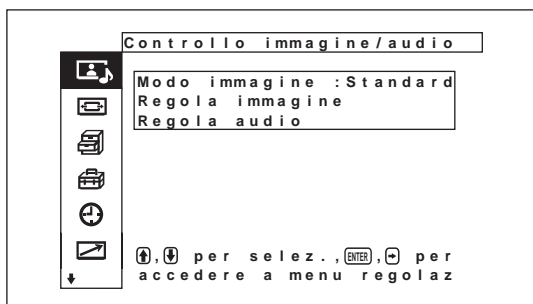 Controllo immagine/audio
Modo immagine :Standard
Regola immagine
Regola audio
↑,↓ per selez.,ENTER,→ per
accedere a menu regolaz